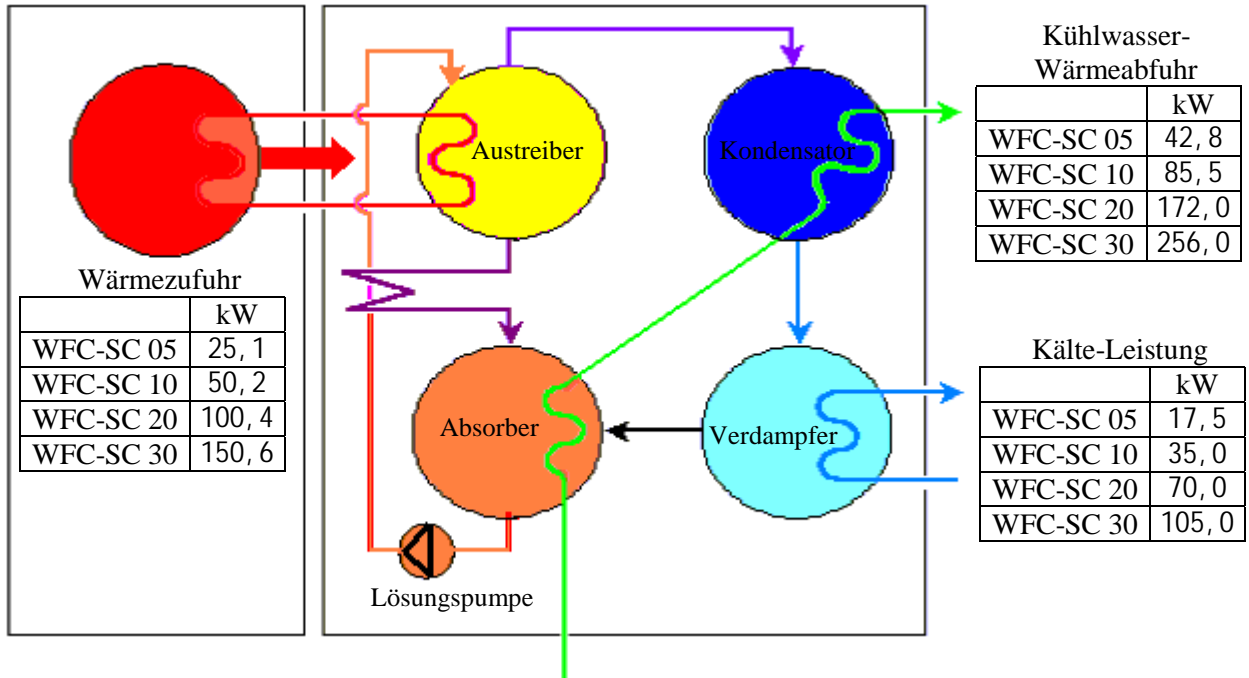 Wärmezufuhr
kW
WFC-SC 05 25,1
WFC-SC 10 50,2
WFC-SC 20 100,4
WFC-SC 30 150,6
Austreiber
Kondensator
Absorber
Verdampfer
Lösungspumpe
Kühlwasser-
Wärmeabfuhr
kW
WFC-SC 05 42,8
WFC-SC 10 85,5
WFC-SC 20 172,0
WFC-SC 30 256,0
Kälte-Leistung
kW
WFC-SC 05 17,5
WFC-SC 10 35,0
WFC-SC 20 70,0
WFC-SC 30 105,0